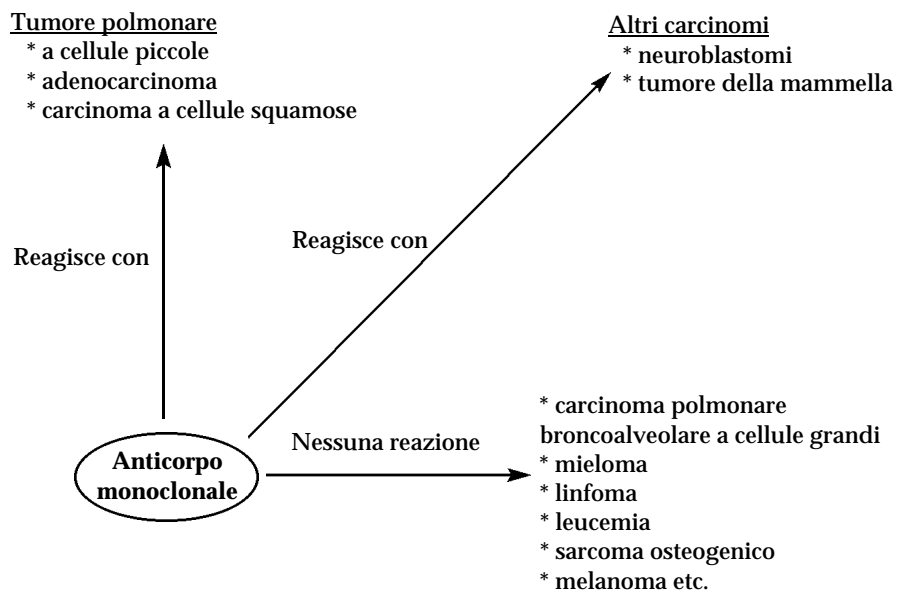 Tumore polmonare
* a cellule piccole
* adenocarcinoma
* carcinoma a cellule squamose
Altri carcinomi
* neuroblastomi
* tumore della mammella
Reagisce con
Reagisce con
Anticorpo
monoclonale
Nessuna reazione
* carcinoma polmonare
broncoalveolare a cellule grandi
* mieloma
* linfoma
* leucemia
* sarcoma osteogenico
* melanoma etc.